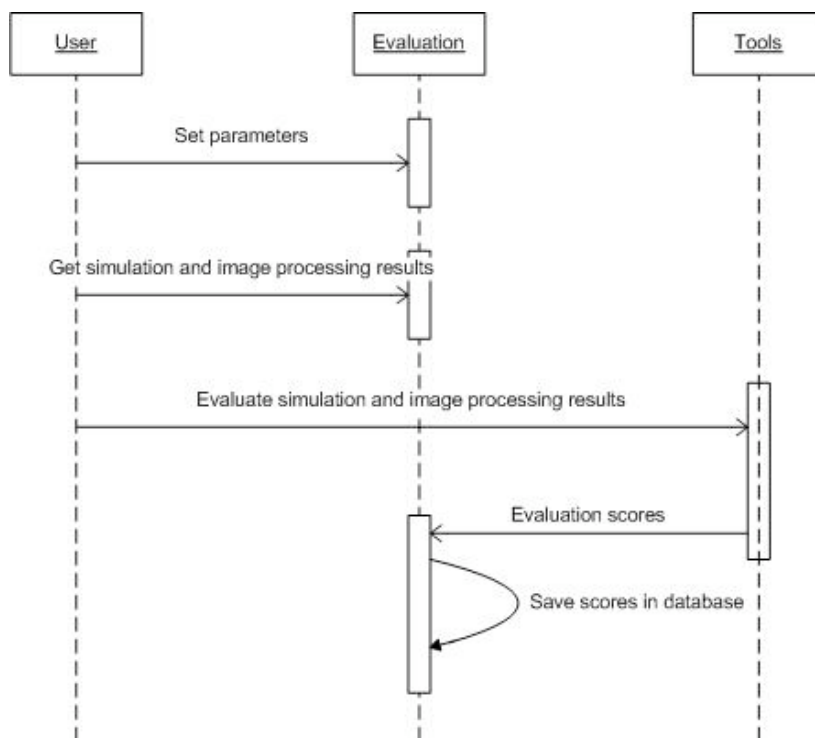 User
Evaluation
Tools
Set parameters
Get simulation and image processing results
Evaluate simulation and image processing results
Evaluation scores
Save scores in database